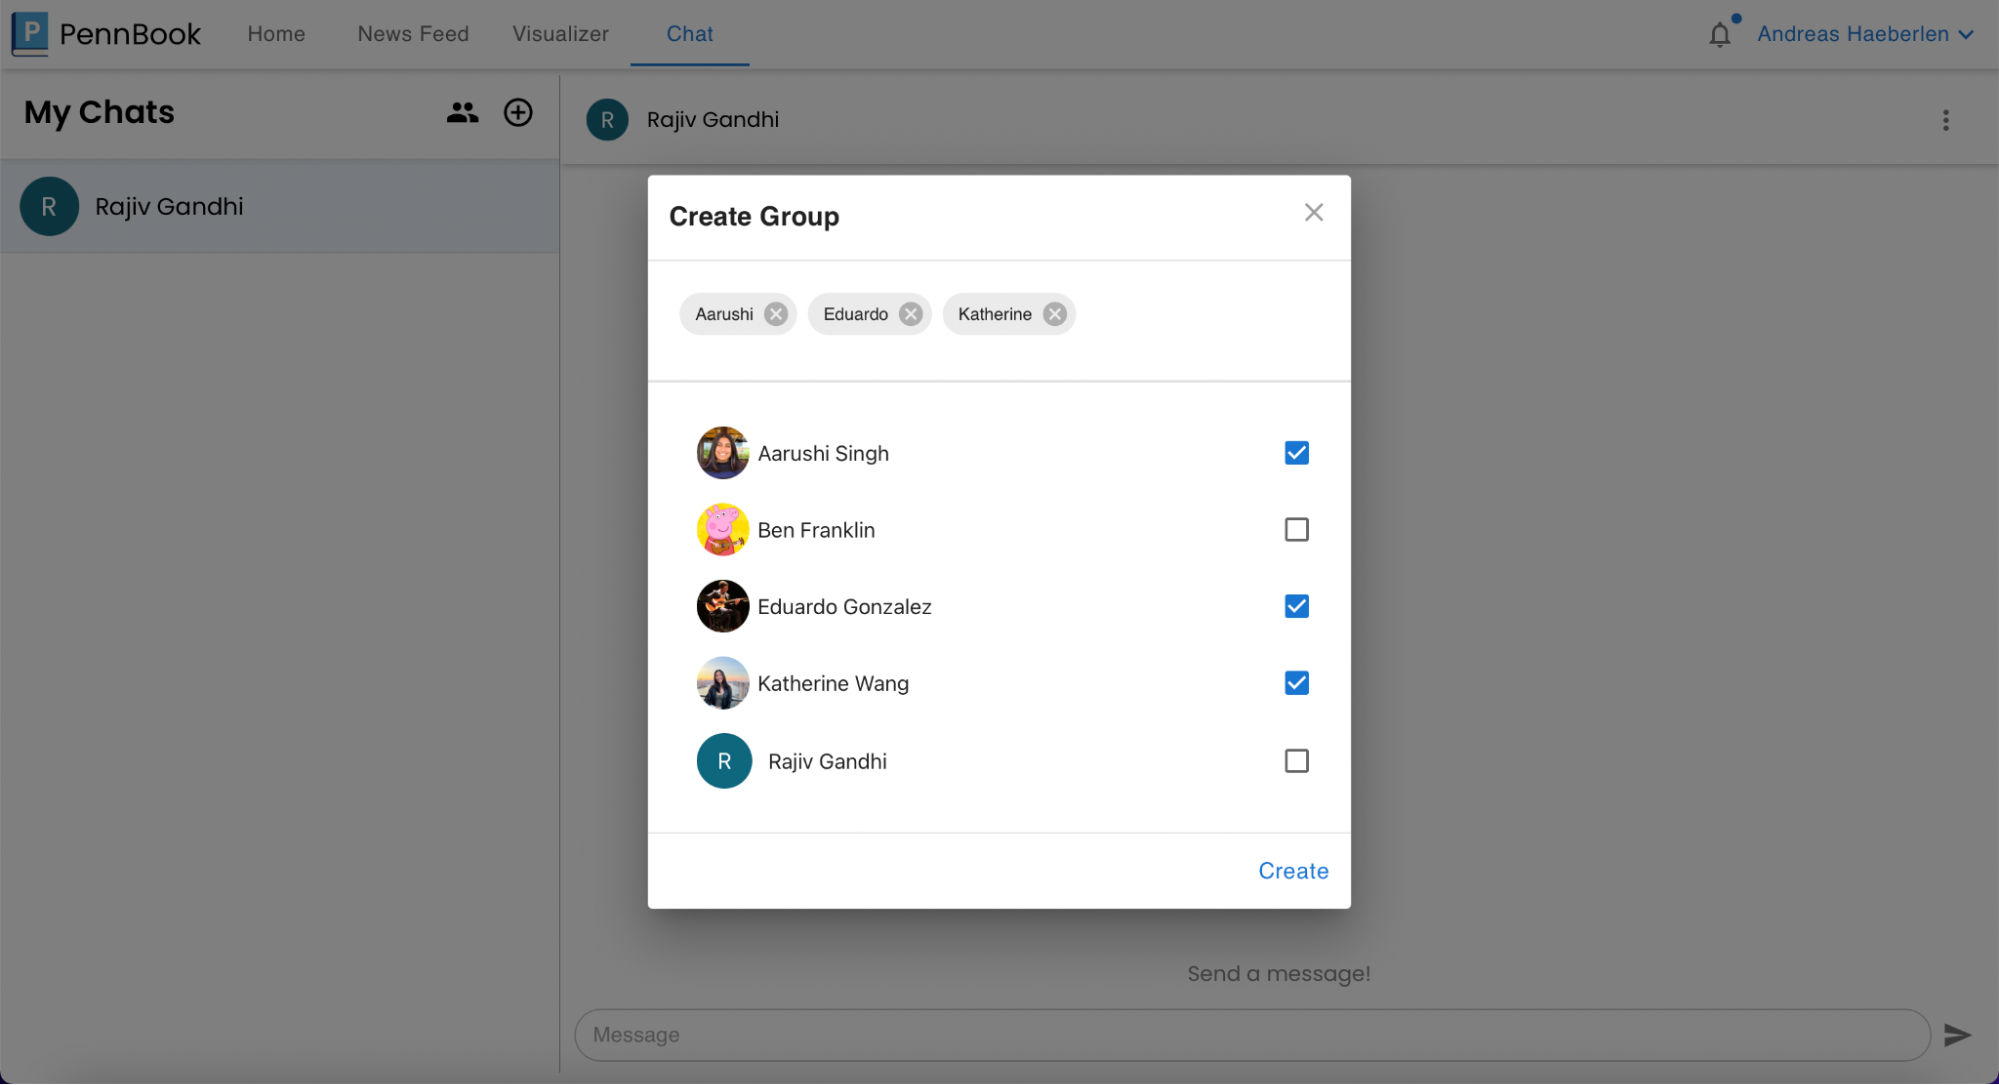 P PennBook Home News Feed Visualizer Chat Andreas Haeberlen
My Chats
R Rajiv Gandhi
R Rajiv Gandhi
Create Group
Aarushi Eduardo Katherine
Aarushi Singh
Ben Franklin
Eduardo Gonzalez
Katherine Wang
R Rajiv Gandhi
Create
Send a message!
Message